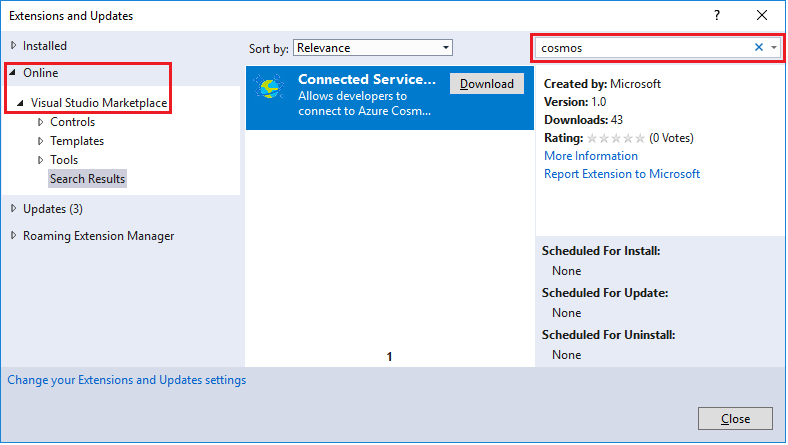 Extensions and Updates
?
Installed
Online
Visual Studio Marketplace
Controls
Templates
Tools
Search Results
Updates (3)
Roaming Extension Manager
Sort by: Relevance
Connected Service...
Allows developers to
connect to Azure Cosm...
Download
1
cosmos
Created by: Microsoft
Version: 1.0
Downloads: 43
Rating: (0 Votes)
More Information
Report Extension to Microsoft
Scheduled For Install:
None
Scheduled For Update:
None
Scheduled For Uninstall:
None
Change your Extensions and Updates settings
Close